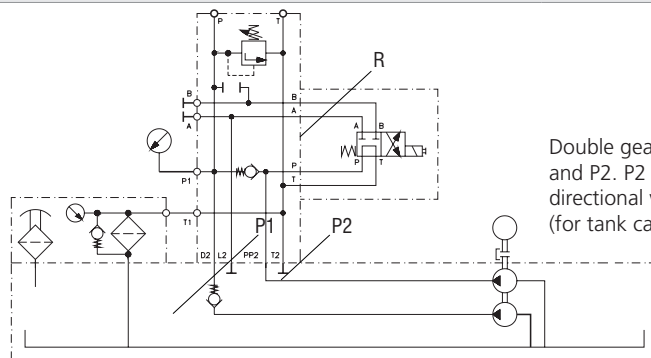 P T
R
B
A
B
A
A B
P T
P
T
P1
T1
Double gea
and P2. P2
directional v
(for tank ca
P1
P2
D2 L2 PP2 T2